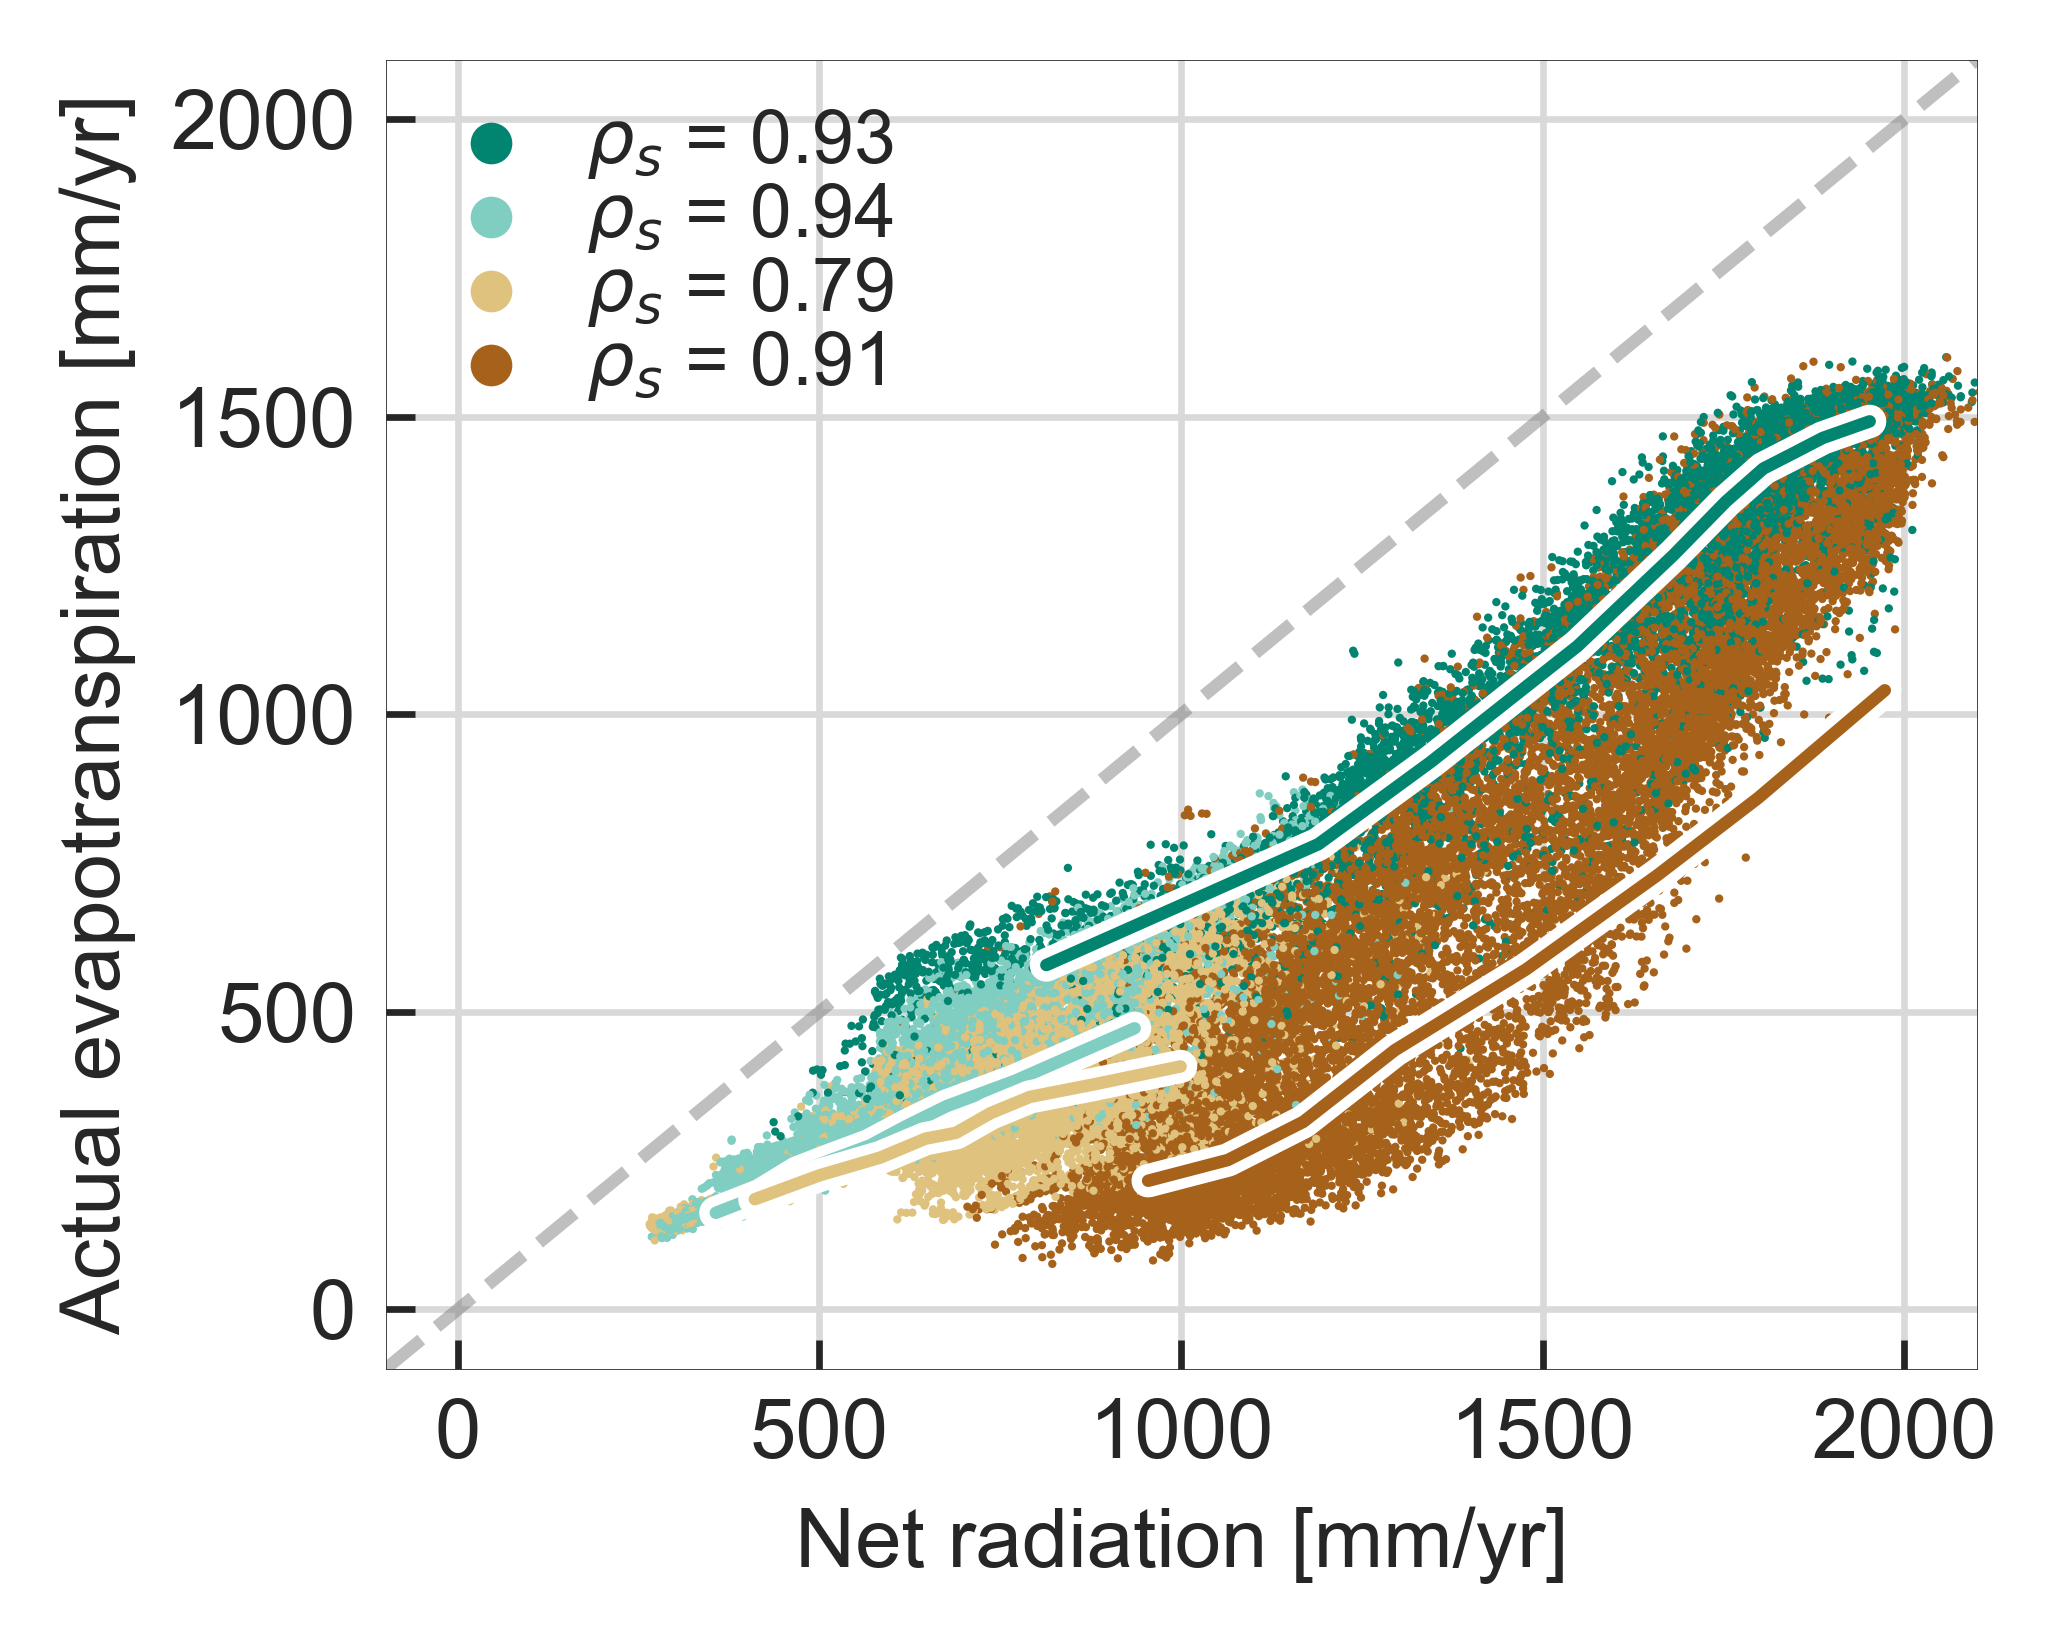 Actual evapotranspiration [mm/yr]
2000
1500
1000
500
0
ρs = 0.93
ρs = 0.94
ρs = 0.79
ρs = 0.91
0 500 1000 1500 2000
Net radiation [mm/yr]